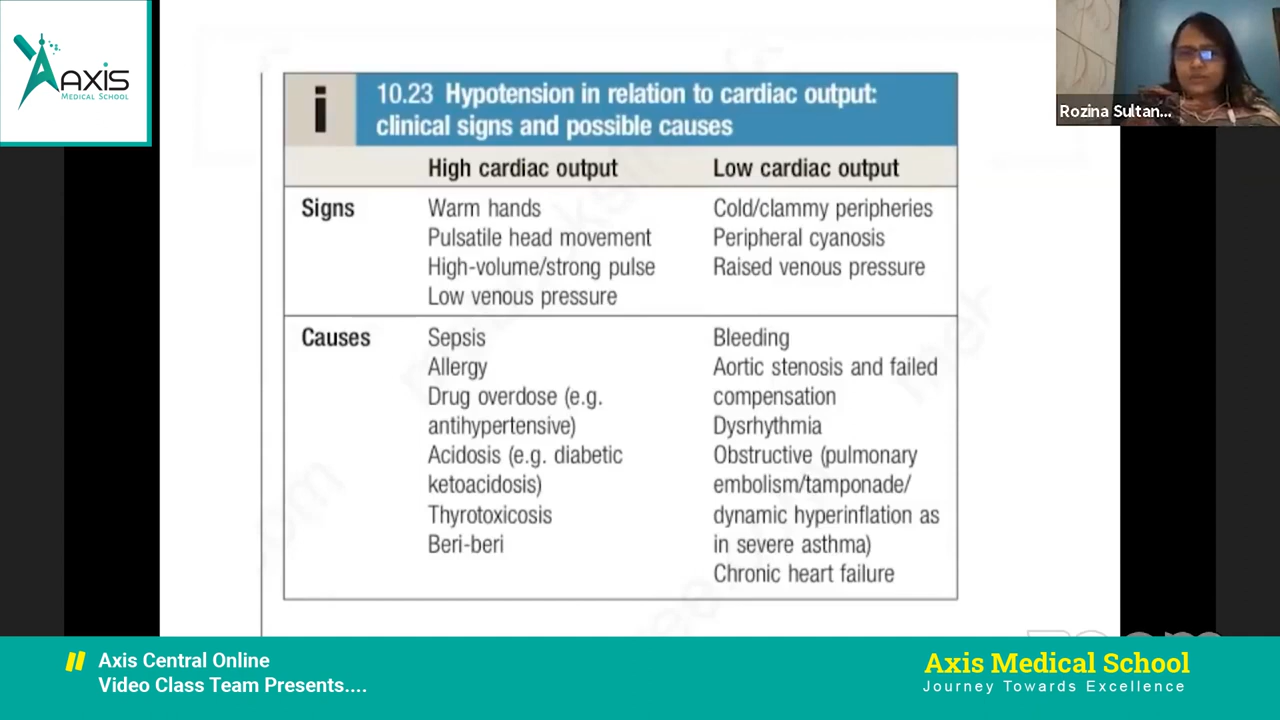 AXIS
MEDICAL SCHOOL
Rozina Sultan...
i
10.23 Hypotension in relation to cardiac output:
clinical signs and possible causes
High cardiac output Low cardiac output
Signs Warm hands Cold/clammy peripheries
Pulsatile head movement Peripheral cyanosis
High-volume/strong pulse Raised venous pressure
Low venous pressure
Causes Sepsis Bleeding
Allergy Aortic stenosis and failed
Drug overdose (e.g. compensation
antihypertensive) Dysrhythmia
Acidosis (e.g. diabetic Obstructive (pulmonary
ketoacidosis) embolism/tamponade/
Thyrotoxicosis dynamic hyperinflation as
Beri-beri in severe asthma)
Chronic heart failure
Axis Central Online
Video Class Team Presents....
Axis Medical School
Journey Towards Excellence